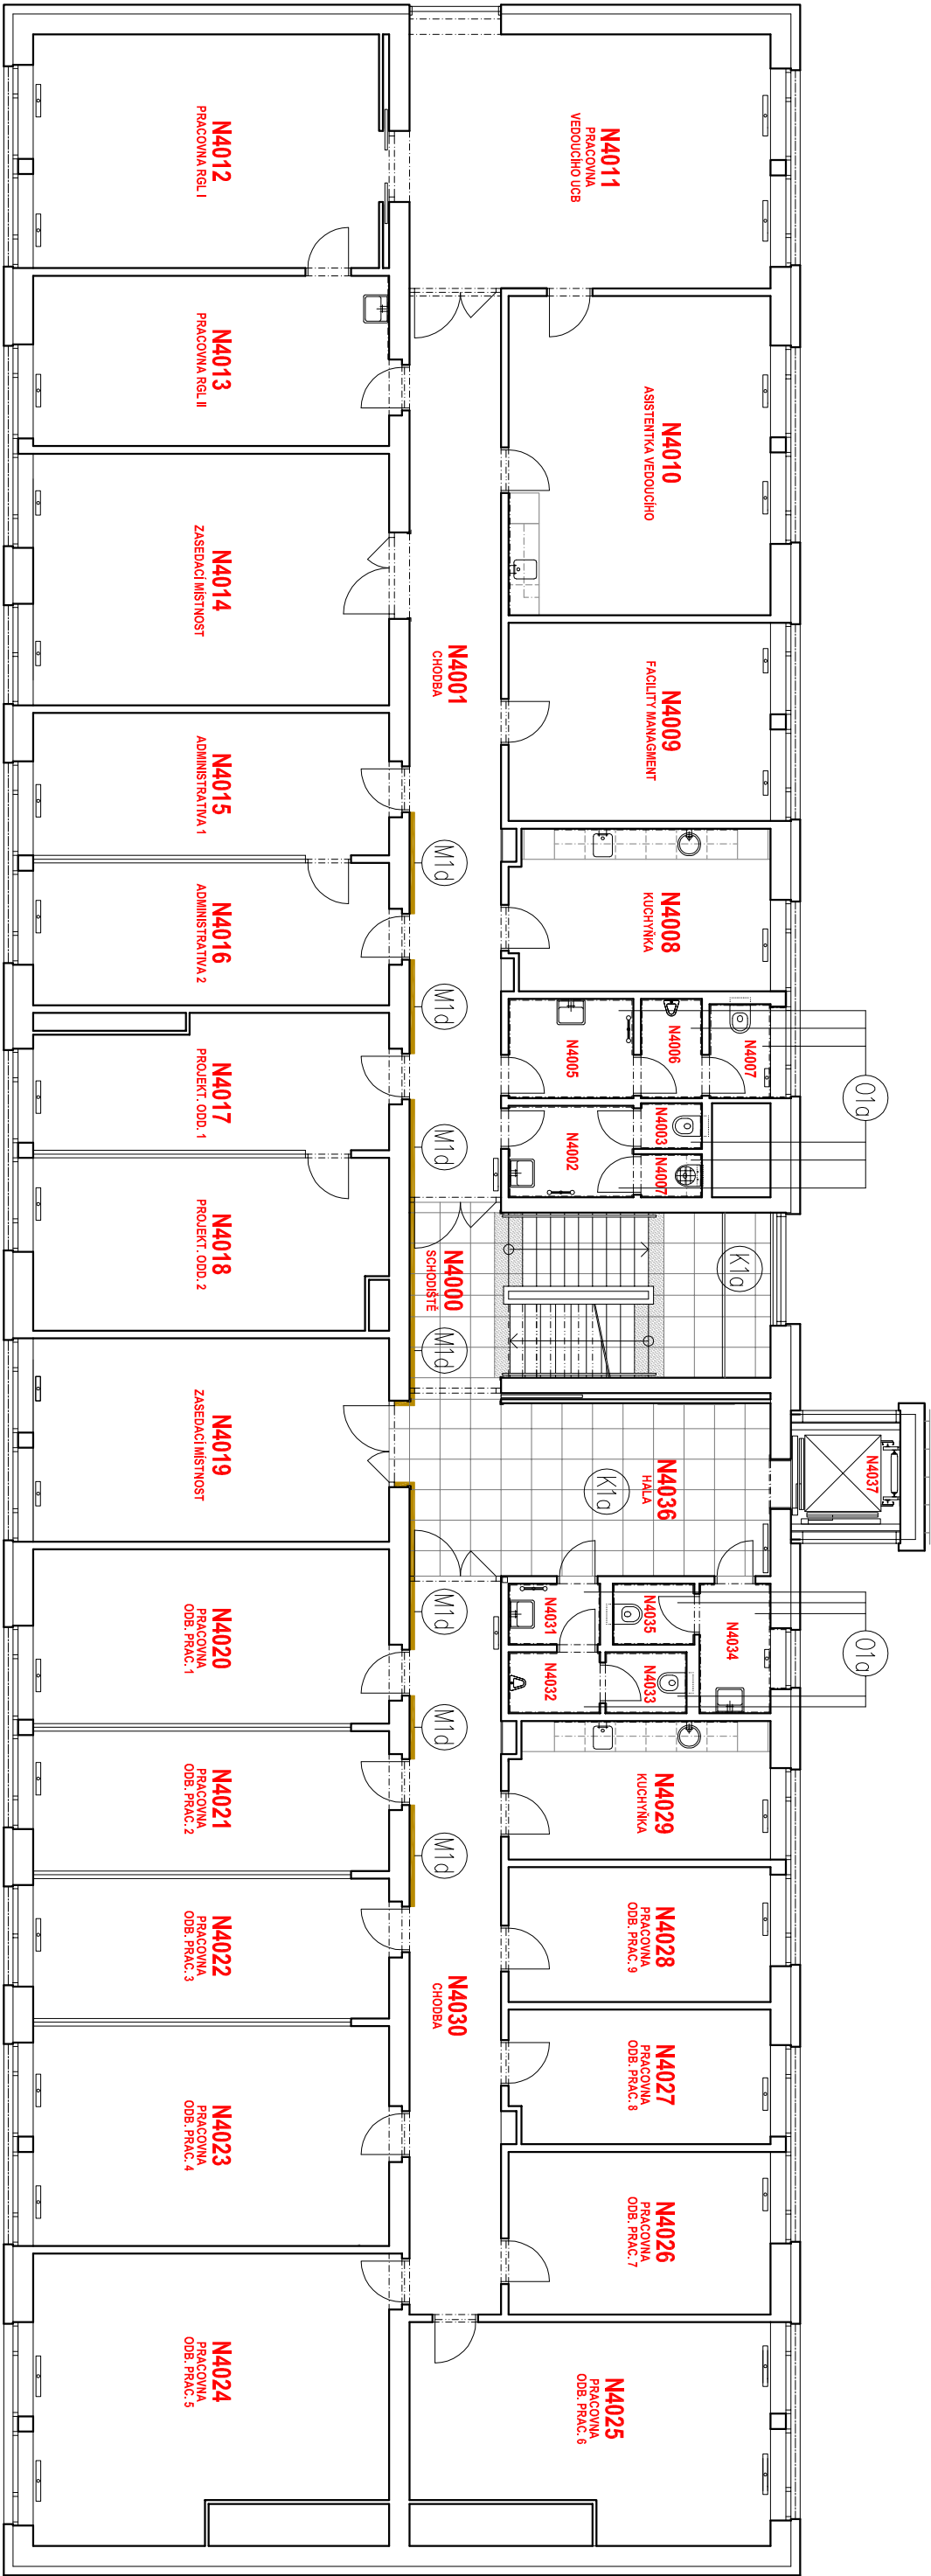 N4011
PRACOVNA
VEDOUCÍHO UCB
N4012
PRACOVNA RGL I
N4013
PRACOVNA RGL II
N4010
ASISTENTKA VEDOUCÍHO
N4014
ZASEDACÍ MÍSTNOST
N4001
CHODBA
N4009
FACILITY MANAGMENT
N4015
ADMINISTRATIVA 1
N4016
ADMINISTRATIVA 2
N4008
KUCHYŇKA
M1d
M1d
M1d
N4005
N4006
N4007
N4002
N4003
N4007
01a
N4017
PROJEKT. ODD. 1
N4018
PROJEKT. ODD. 2
N4000
SCHODIŠTĚ
K1a
M1d
N4019
ZASEDACÍ MÍSTNOST
N4036
HALA
K1a
N4037
N4031
N4035
N4034
N4032
N4033
01a
M1d
M1d
M1d
N4020
PRACOVNA
ODB. PRAC. 1
N4021
PRACOVNA
ODB. PRAC. 2
N4029
KUCHYŇKA
N4022
PRACOVNA
ODB. PRAC. 3
N4028
PRACOVNA
ODB. PRAC. 9
N4030
CHODBA
N4023
PRACOVNA
ODB. PRAC. 4
N4027
PRACOVNA
ODB. PRAC. 8
N4026
PRACOVNA
ODB. PRAC. 7
N4024
PRACOVNA
ODB. PRAC. 5
N4025
PRACOVNA
ODB. PRAC. 6